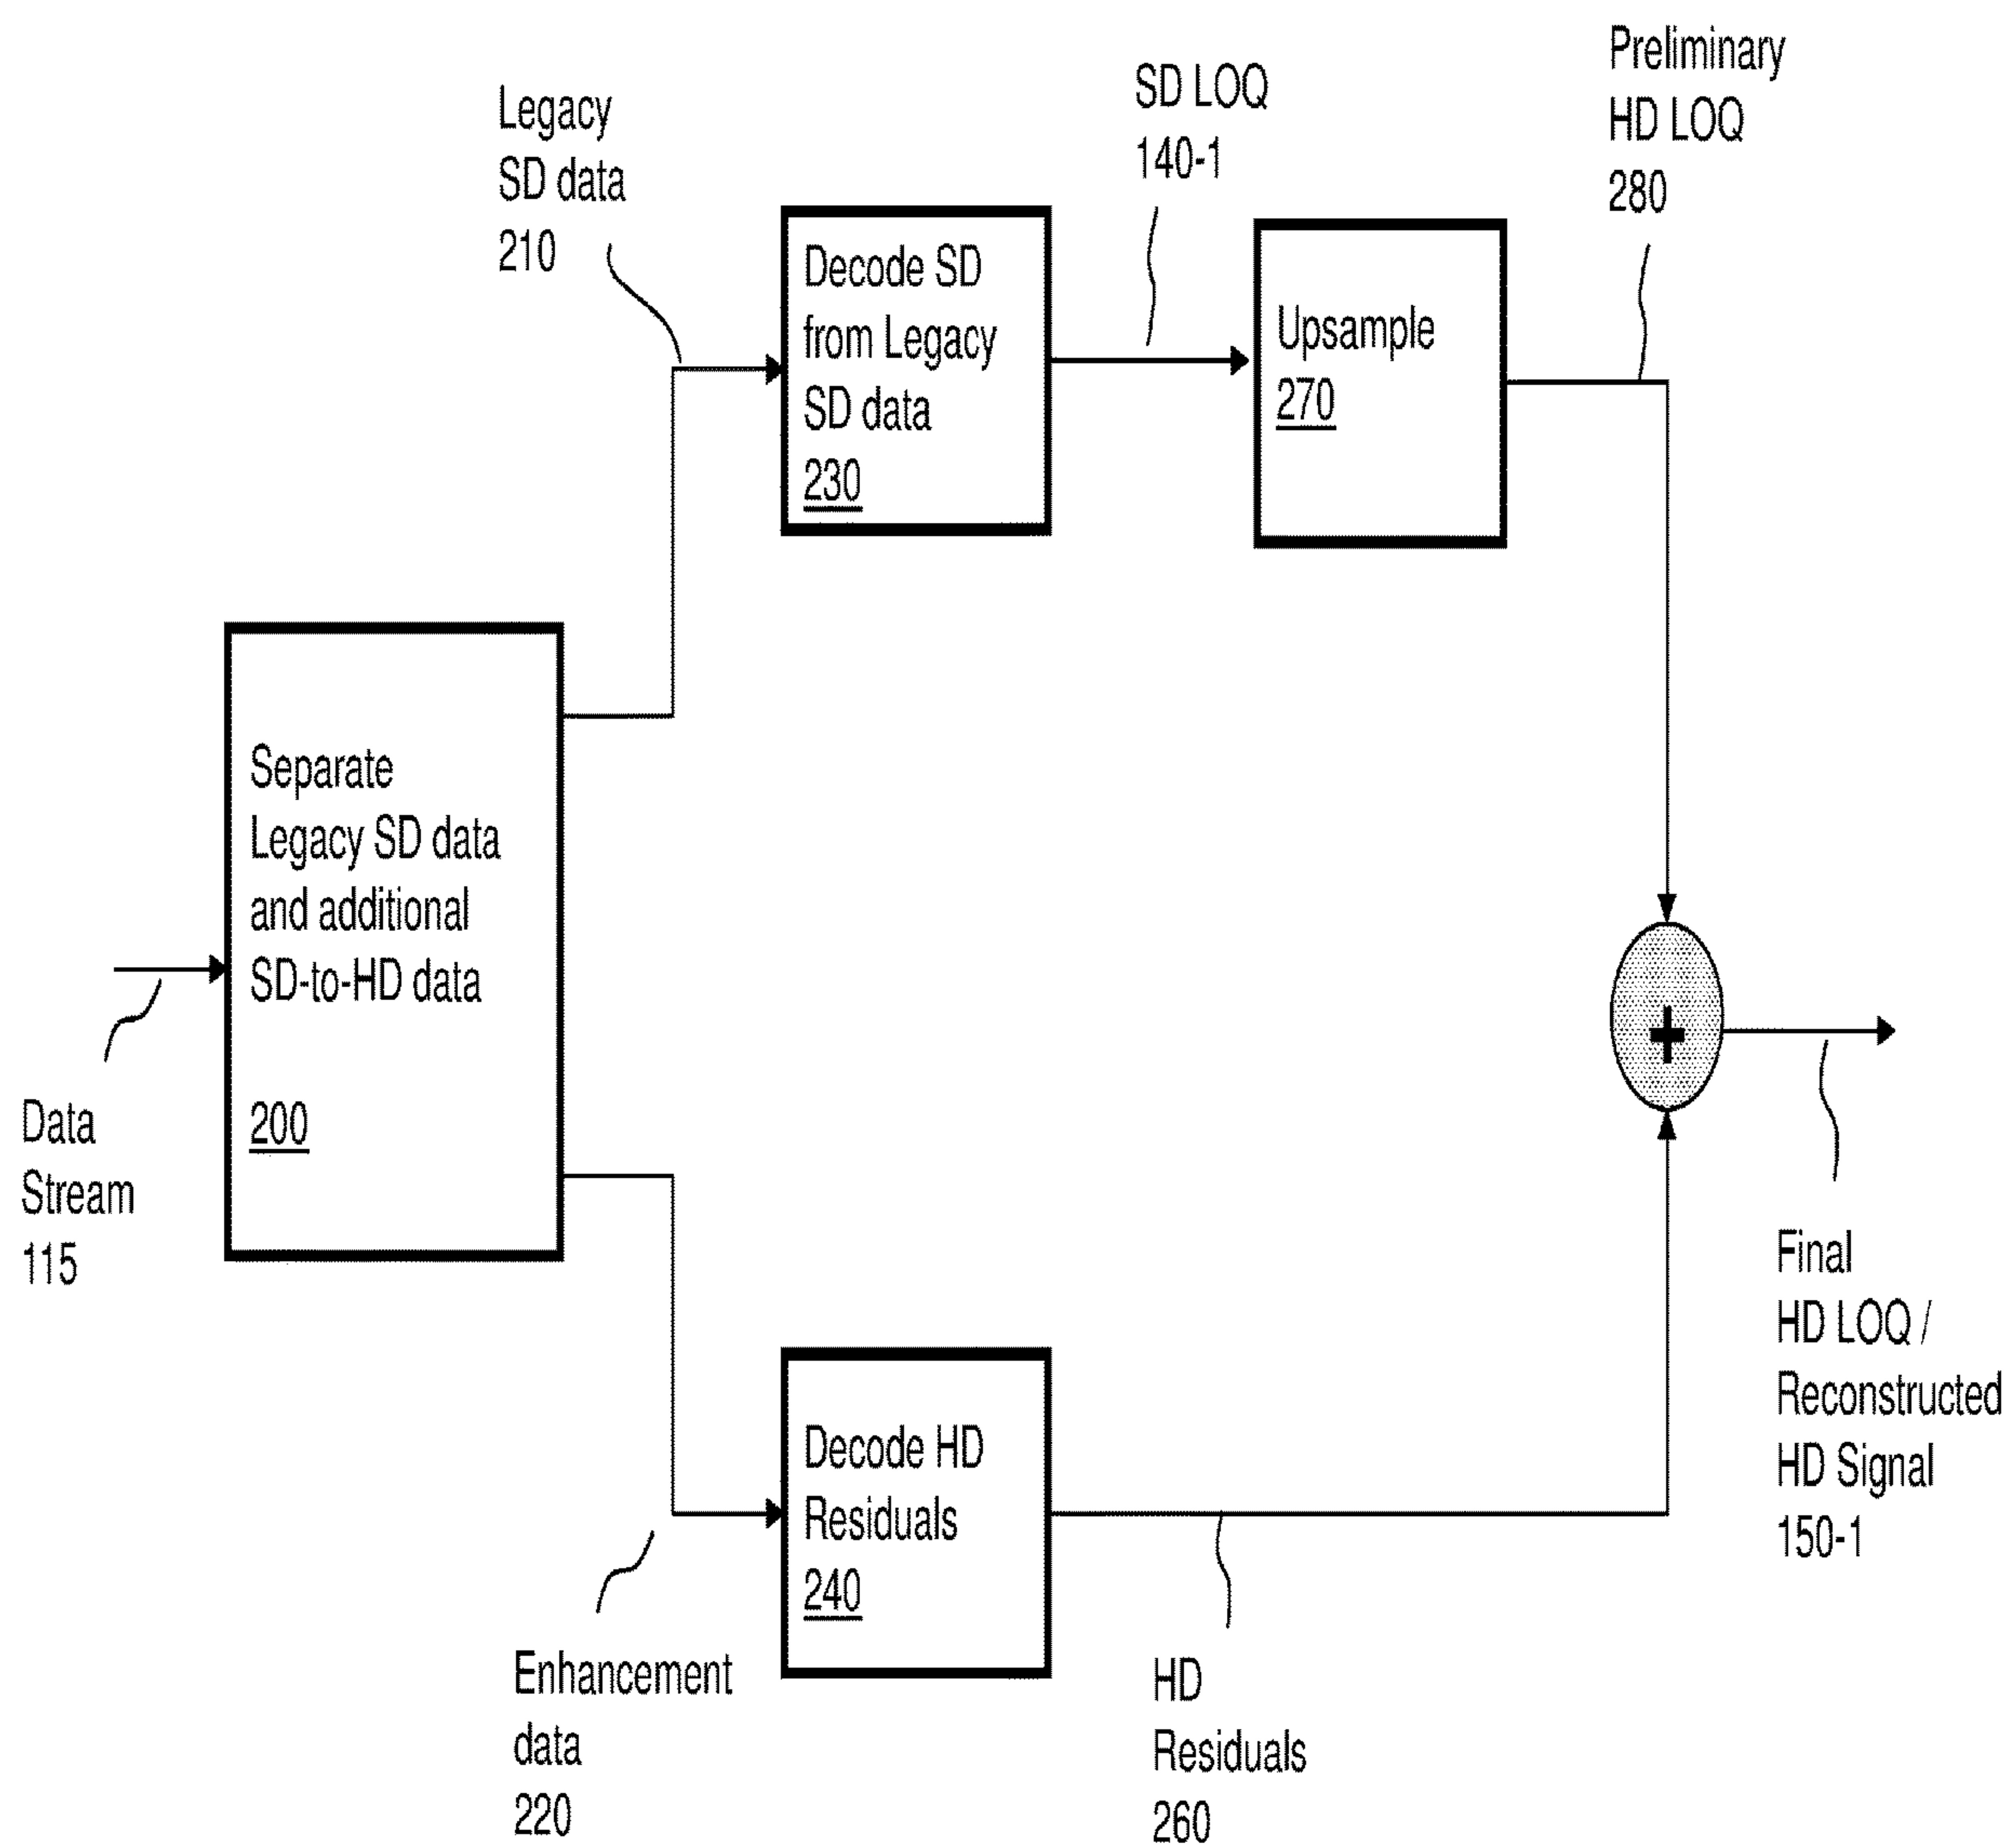 Preliminary
HD LOQ
280
SD LOQ
140-1
Legacy
SD data
210
Decode SD
from Legacy
SD data
230
Upsample
270
Separate
Legacy SD data
and additional
SD-to-HD data
200
+
Data
Stream
115
Final
HD LOQ /
Reconstructed
HD Signal
150-1
Decode HD
Residuals
240
Enhancement
data
220
HD
Residuals
260